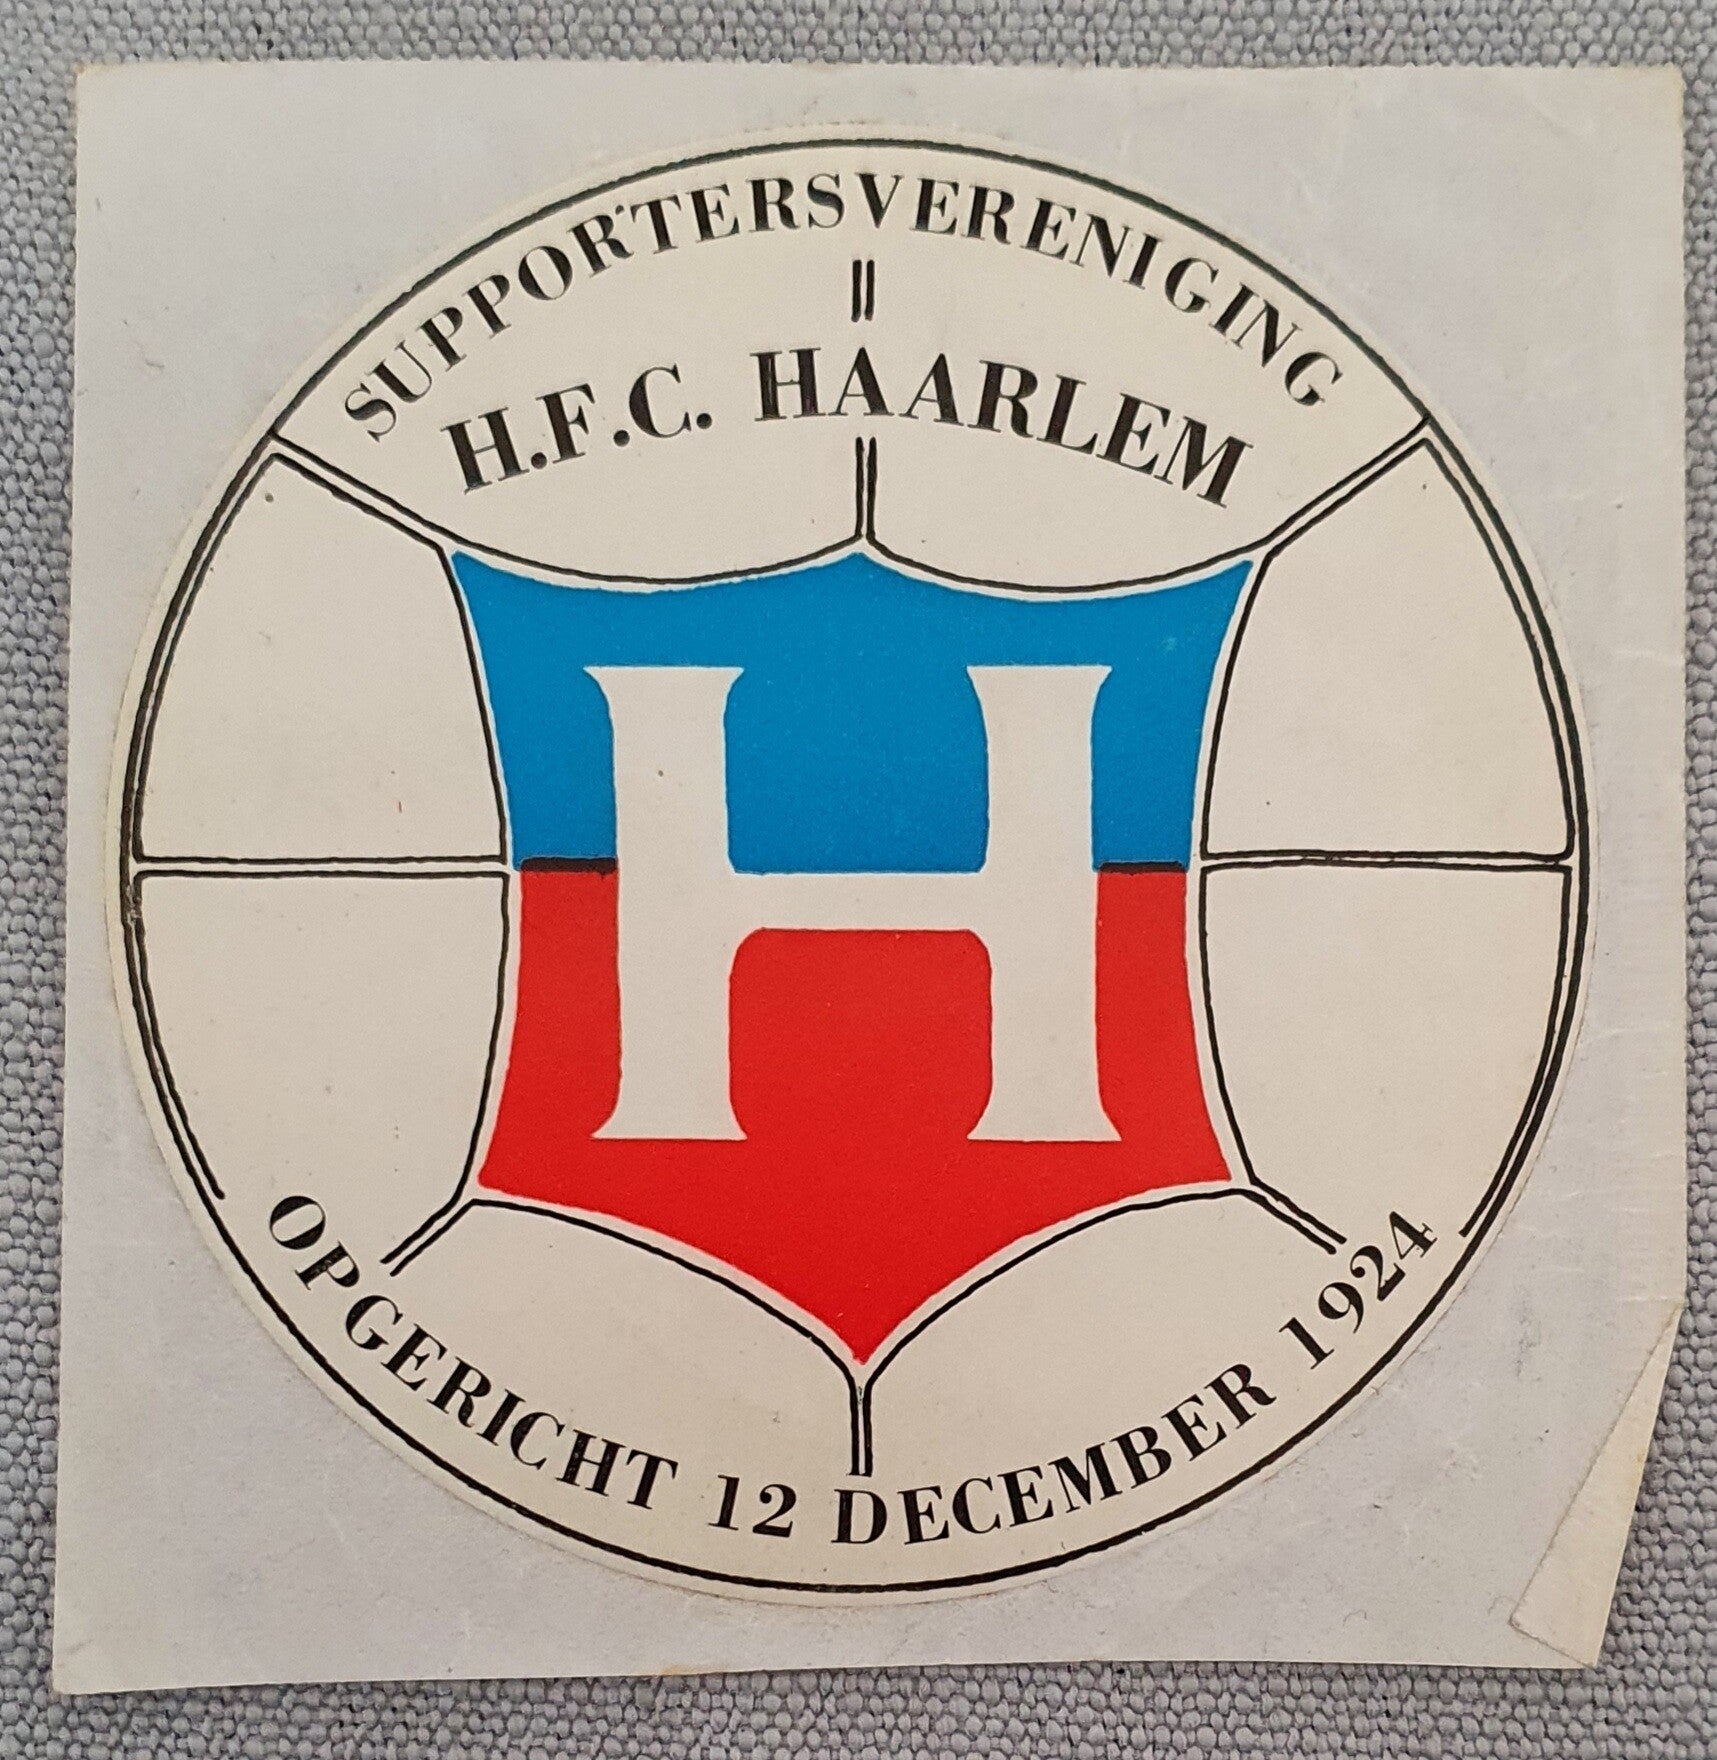 SUPPORTERSVERENIGING
H.F.C. HAARLEM
H
OPGERICHT 12 DECEMBER 1924